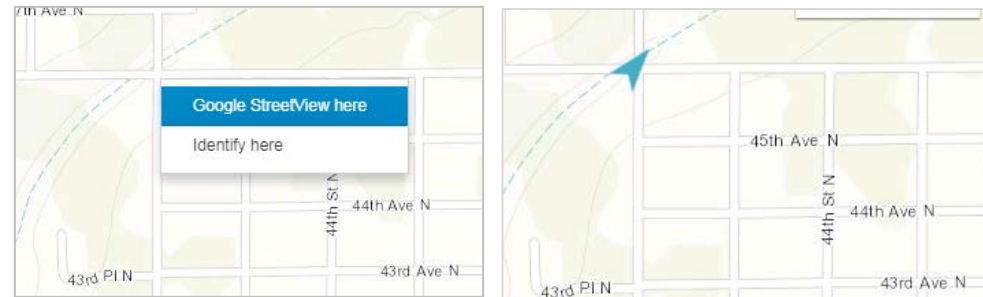 7th Ave N
Google StreetView here
Identify here
44th St N
44th Ave N
43rd Pl N
43rd Ave N
45th Ave N
44th St N
44th Ave N
43rd Pl N
43rd Ave N